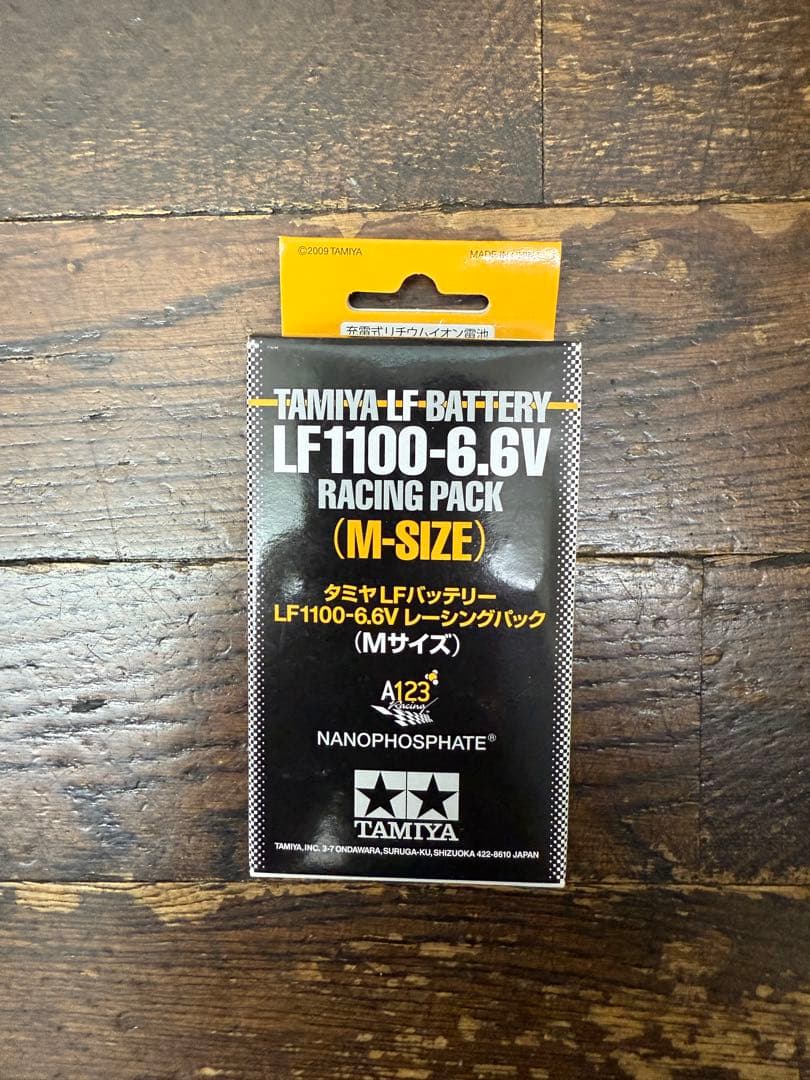 ©2009 TAMIYA
MADE IN
充電式リチウムイオン電池
TAMIYA LF BATTERY
LF1100-6.6V
RACING PACK
(M-SIZE)
タミヤ LFバッテリー
LF1100-6.6V レーシングパック
(Mサイズ)
A123
Racing
NANOPHOSPHATE®
TAMIYA
TAMIYA, INC. 3-7 ONDAWARA, SURUGA-KU, SHIZUOKA 422-8610 JAPAN